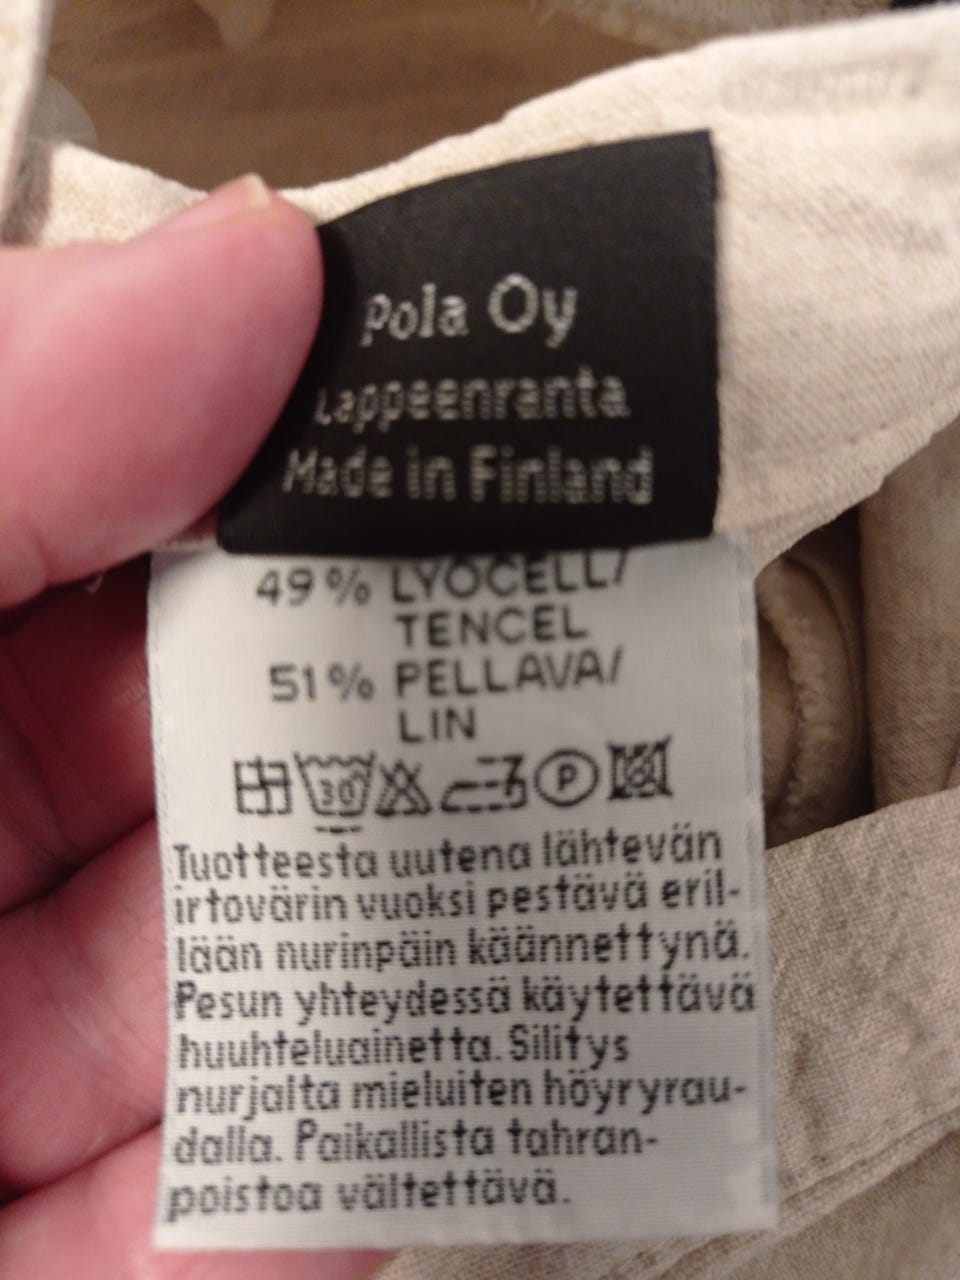 Pola Oy
Lappeenranta
Made in Finland
49% LYOCELL/
TENCEL
51% PELLAVA/
LIN
30 P
Tuotteesta uutena lähtevän
irtovärin vuoksi pestävä eril-
lään nurinpäin käännettynä.
Pesun yhteydessä käytettävä
huuhteluainetta. Silitys
nurjalta mieluiten höyryrau-
dalla. Paikallista tahran-
poistoa vältettävä.